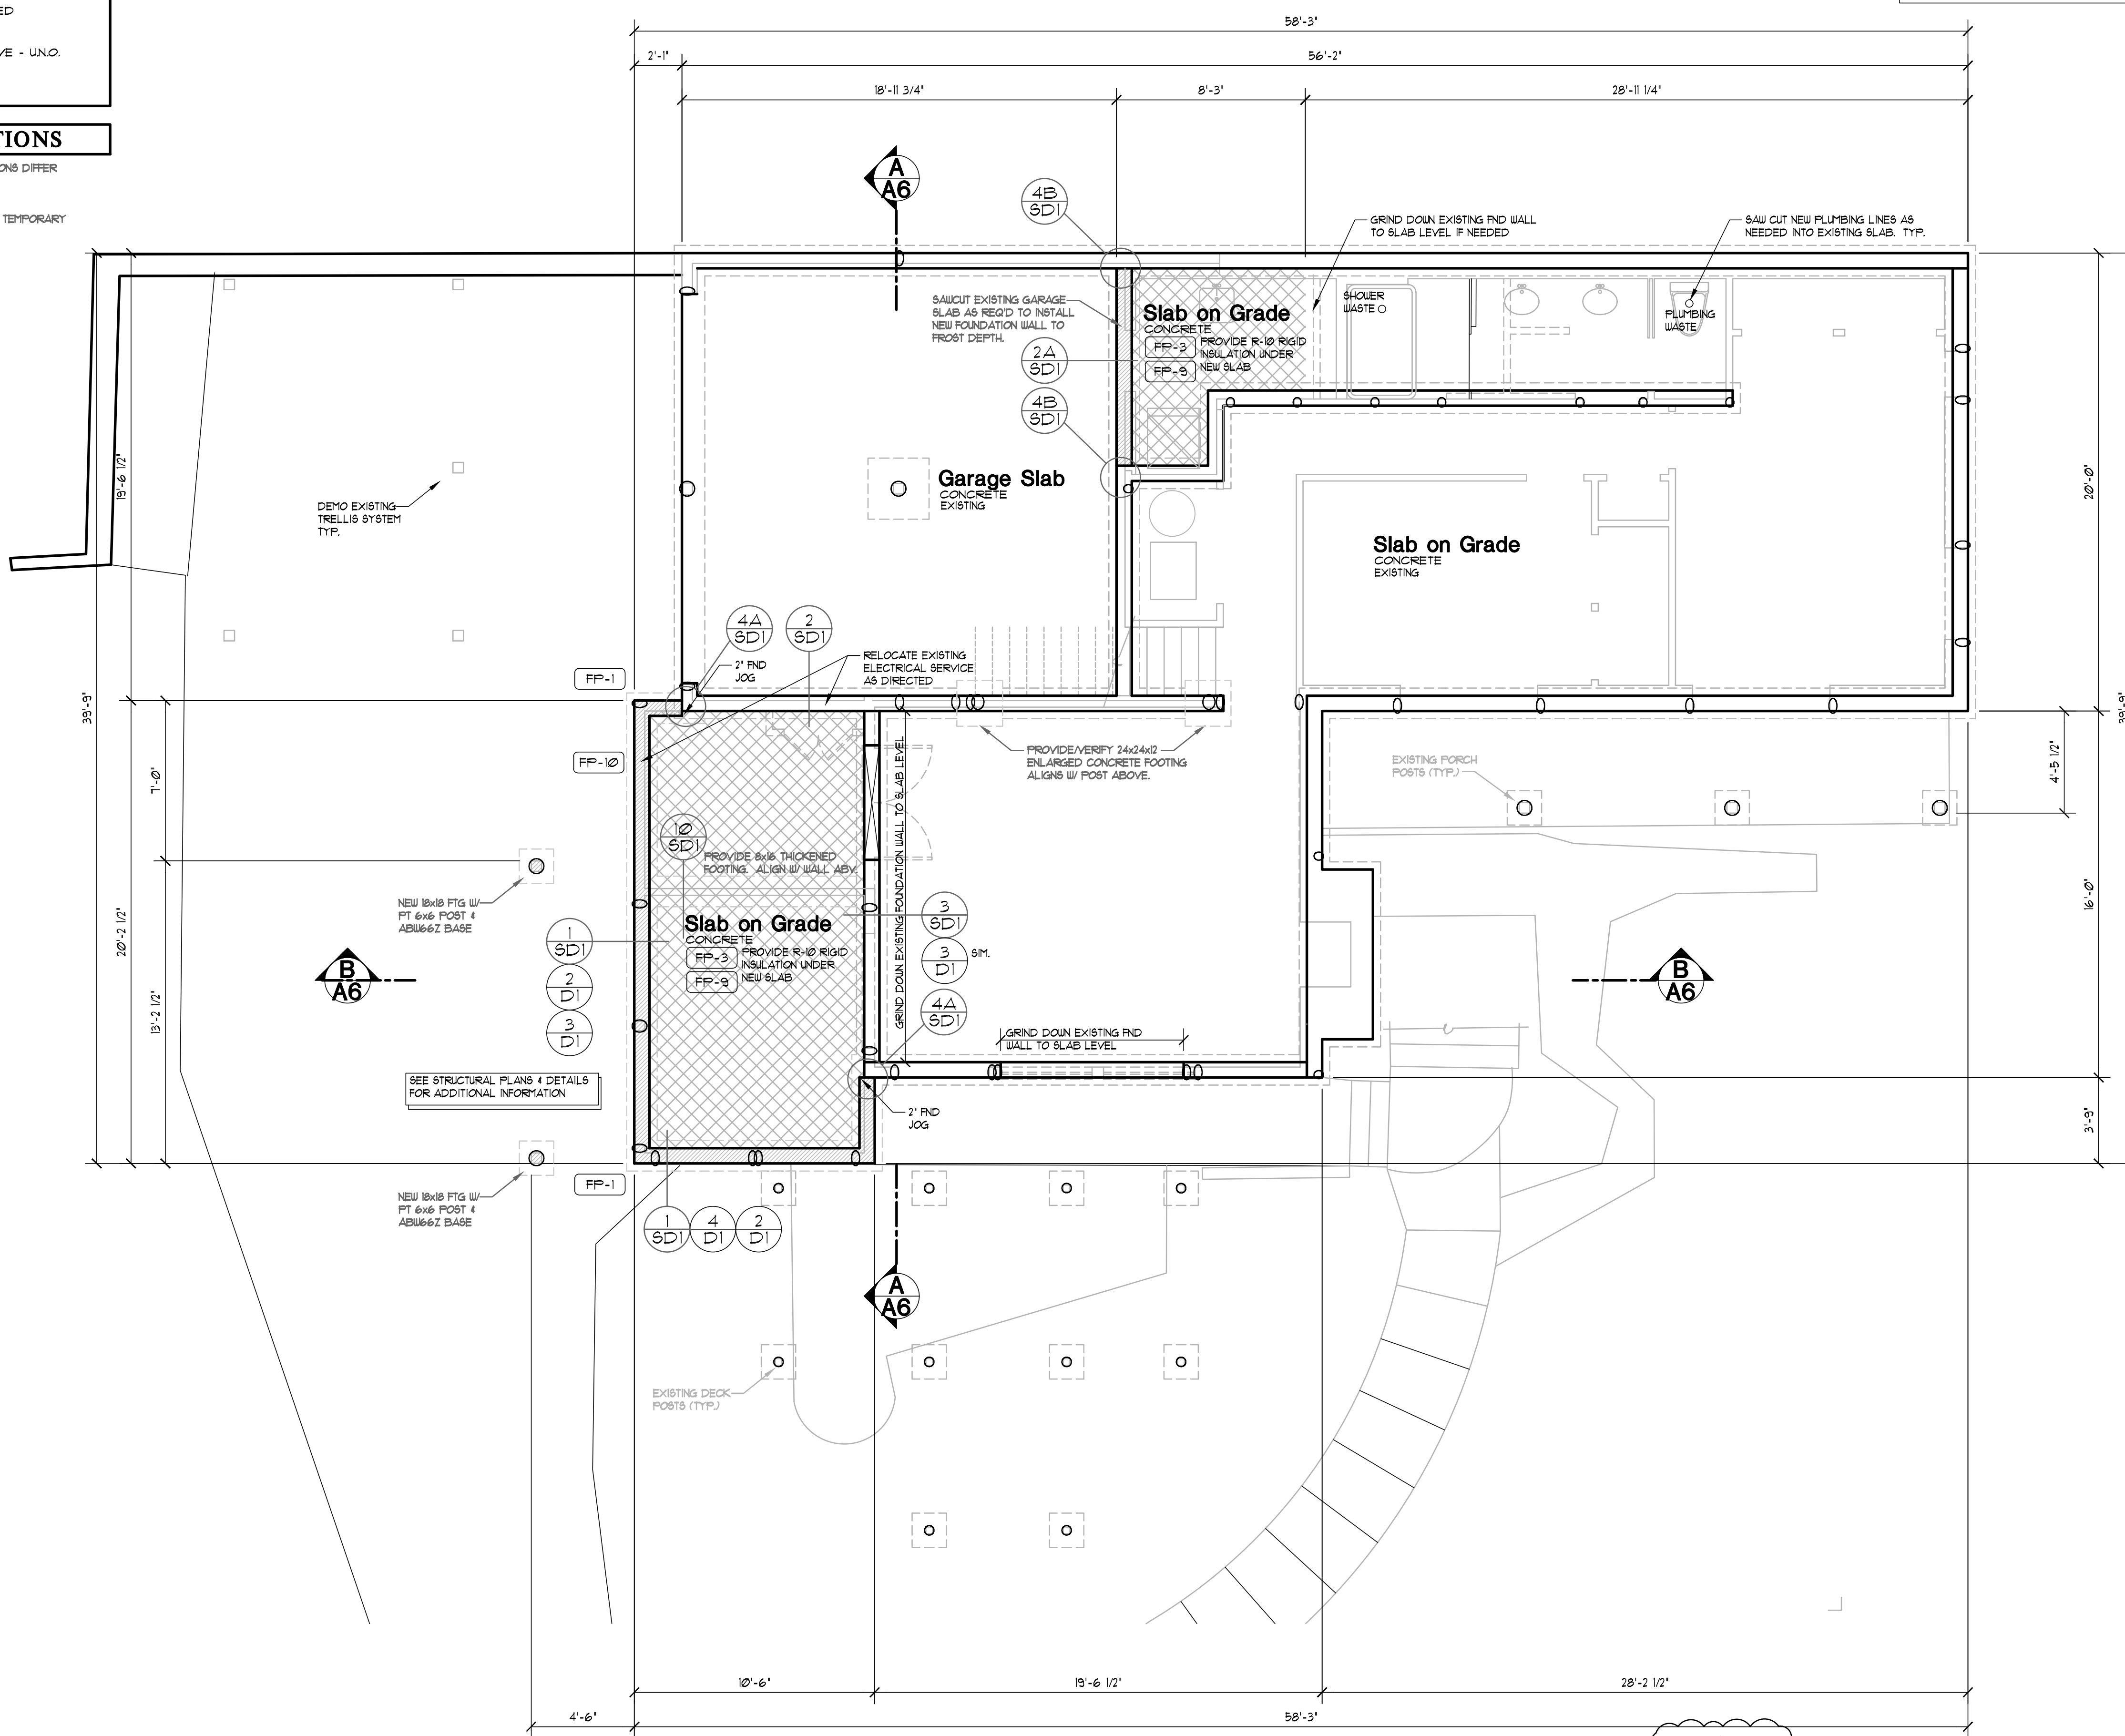 ED
VE - U.N.O.
TIONS
ONS DIFFER
TEMPORARY
58'-3"
2'-1"
56'-2"
18'-11 3/4"
8'-3"
28'-11 1/4"
A
A6
4B
SD1
GRIND DOWN EXISTING FND WALL
TO SLAB LEVEL IF NEEDED
SAW CUT NEW PLUMBING LINES AS
NEEDED INTO EXISTING SLAB. TYP.
SAWCUT EXISTING GARAGE
SLAB AS REQ'D TO INSTALL
NEW FOUNDATION WALL TO
FROST DEPTH.
Slab on Grade
CONCRETE
FP-3
FP-9
PROVIDE R-10 RIGID
INSULATION UNDER
NEW SLAB
SHOWER
WASTE
PLUMBING
WASTE
2A
SD1
4B
SD1
19'-6 1/2"
20'-0"
DEMO EXISTING
TRELLIS SYSTEM
TYP.
Garage Slab
CONCRETE
EXISTING
Slab on Grade
CONCRETE
EXISTING
4A
SD1
2
SD1
2" FND
JOG
RELOCATE EXISTING
ELECTRICAL SERVICE
AS DIRECTED
FP-1
39'-9"
39'-9"
FP-10
7'-0"
PROVIDE/VERIFY 24x24x12
ENLARGED CONCRETE FOOTING
ALIGNS W/ POST ABOVE.
EXISTING PORCH
POSTS (TYP.)
4'-5 1/2"
GRIND DOWN EXISTING FOUNDATION WALL TO SLAB LEVEL
10
SD1
PROVIDE 8x16 THICKENED
FOOTING. ALIGN W/ WALL ABV.
NEW 18x18 FTG W/
PT 6x6 POST &
ABW66Z BASE
20'-2 1/2"
13'-2 1/2"
16'-0"
Slab on Grade
CONCRETE
FP-3
FP-9
PROVIDE R-10 RIGID
INSULATION UNDER
NEW SLAB
1
SD1
2
D1
3
D1
3
SD1
3
D1
SIM.
4A
SD1
B
A6
B
A6
GRIND DOWN EXISTING FND
WALL TO SLAB LEVEL
SEE STRUCTURAL PLANS & DETAILS
FOR ADDITIONAL INFORMATION
2" FND
JOG
3'-9"
FP-1
NEW 18x18 FTG W/
PT 6x6 POST &
ABW66Z BASE
1
SD1
4
D1
2
D1
A
A6
EXISTING DECK
POSTS (TYP.)
10'-6"
19'-6 1/2"
28'-2 1/2"
4'-6"
58'-3"